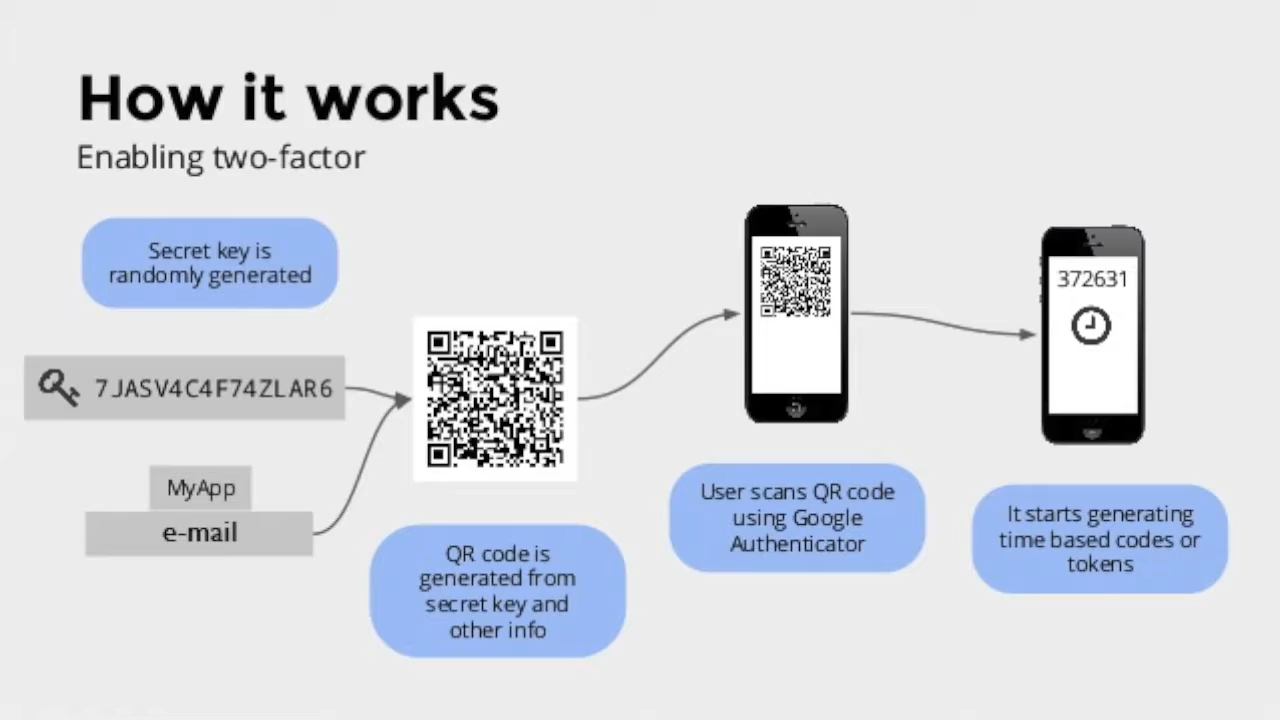 How it works
Enabling two-factor
Secret key is
randomly generated
7JASV4C4F74ZLAR6
MyApp
e-mail
QR code is
generated from
secret key and
other info
User scans QR code
using Google
Authenticator
372631
It starts generating
time based codes or
tokens